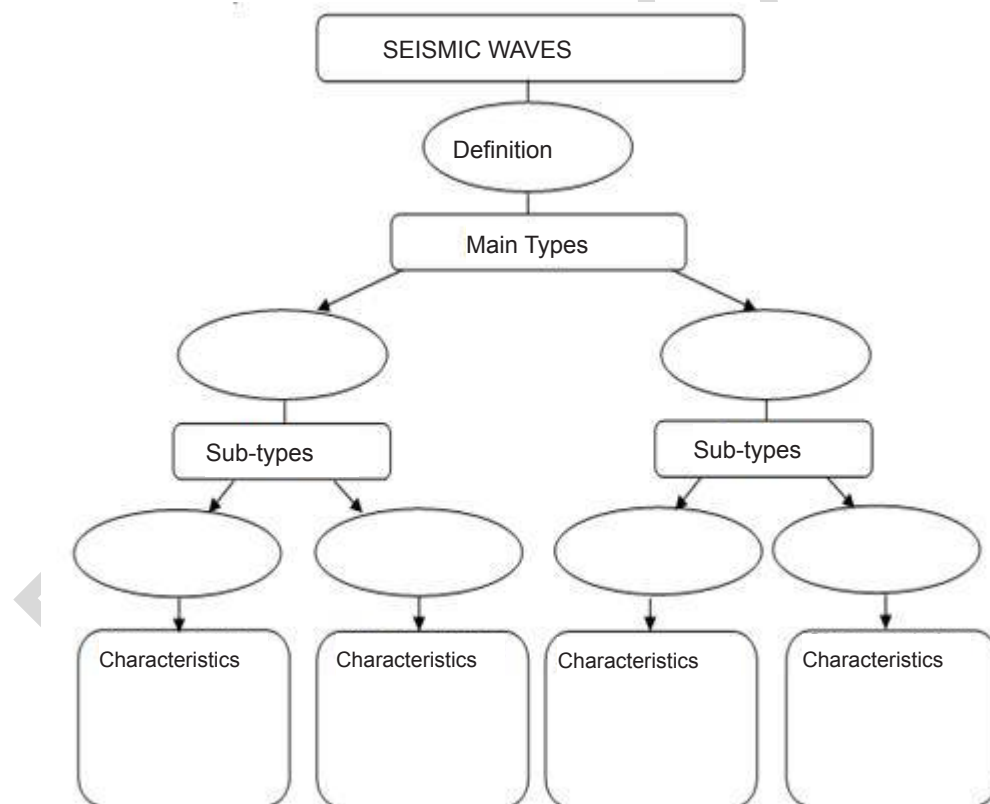 SEISMIC WAVES
Definition
Main Types
Sub-types
Sub-types
Characteristics
Characteristics
Characteristics
Characteristics